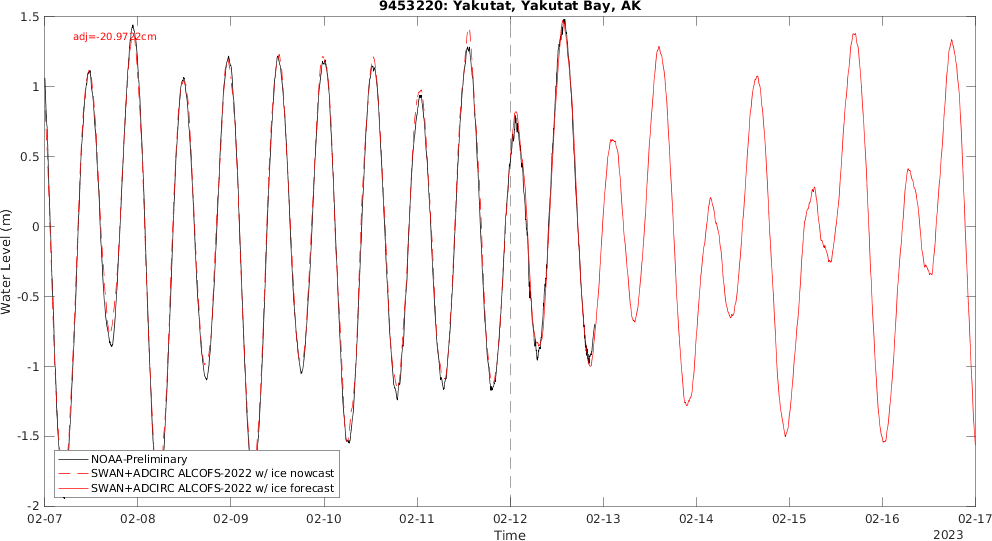 9453220: Yakutat, Yakutat Bay, AK
adj=-20.9722cm
1.5
1
0.5
0
-0.5
-1
-1.5
-2
Water Level (m)
NOAA-Preliminary
SWAN+ADCIRC ALCOFS-2022 w/ ice nowcast
SWAN+ADCIRC ALCOFS-2022 w/ ice forecast
02-07 02-08 02-09 02-10 02-11 02-12 02-13 02-14 02-15 02-16 02-17
Time
2023